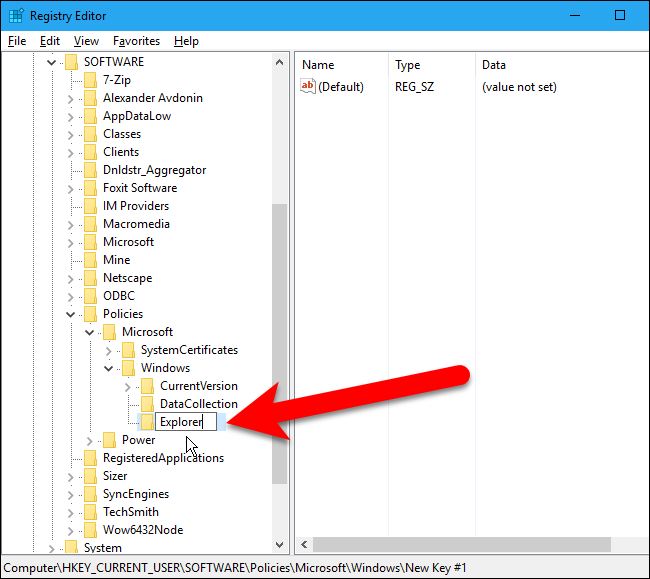 Registry Editor
File Edit View Favorites Help
SOFTWARE
7-Zip
Alexander Avdonin
AppDataLow
Classes
Clients
Dnldstr_Aggregator
Foxit Software
IM Providers
Macromedia
Microsoft
Mine
Netscape
ODBC
Policies
Microsoft
SystemCertificates
Windows
CurrentVersion
DataCollection
Explorer
Power
RegisteredApplications
Sizer
SyncEngines
TechSmith
Wow6432Node
System
Name Type Data
ab (Default) REG_SZ (value not set)
Computer\HKEY_CURRENT_USER\SOFTWARE\Policies\Microsoft\Windows\New Key #1